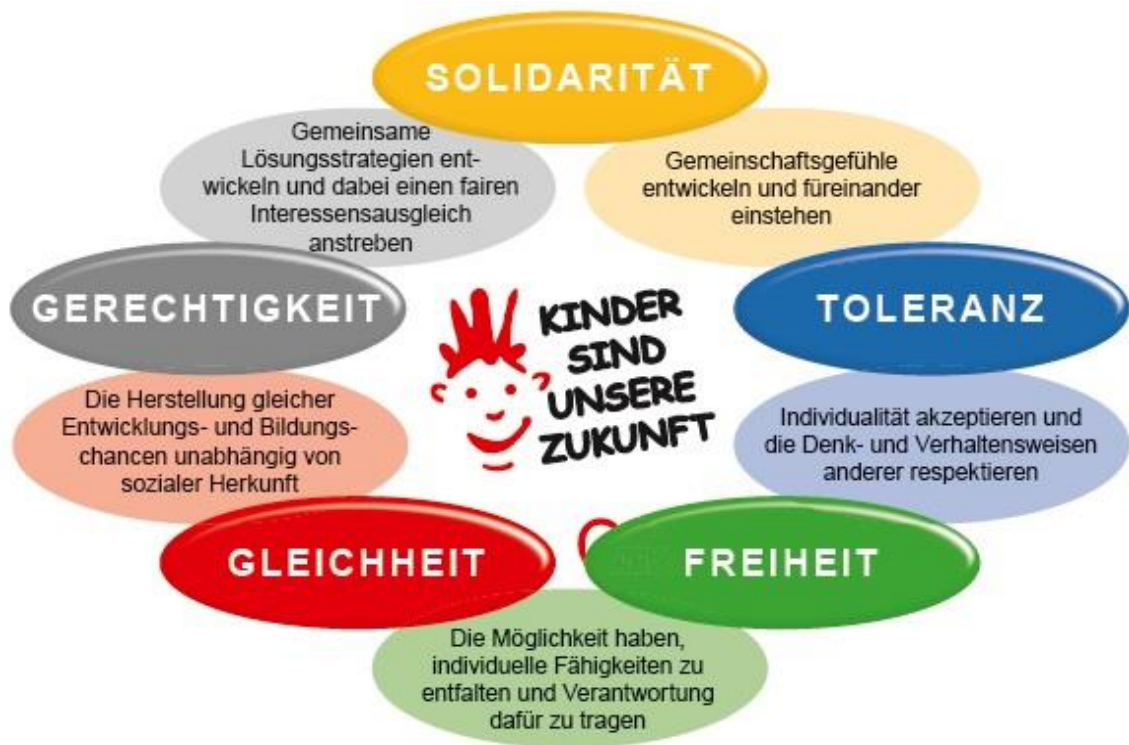 SOLIDARITÄT
Gemeinsame
Lösungsstrategien ent-
wickeln und dabei einen fairen
Interessensausgleich
anstreben
Gemeinschaftsgefühle
entwickeln und füreinander
einstehen
GERECHTIGKEIT
KINDER
SIND
UNSERE
ZUKUNFT
TOLERANZ
Die Herstellung gleicher
Entwicklungs- und Bildungs-
chancen unabhängig von
sozialer Herkunft
Individualität akzeptieren und
die Denk- und Verhaltensweisen
anderer respektieren
GLEICHHEIT
FREIHEIT
Die Möglichkeit haben,
individuelle Fähigkeiten zu
entfalten und Verantwortung
dafür zu tragen